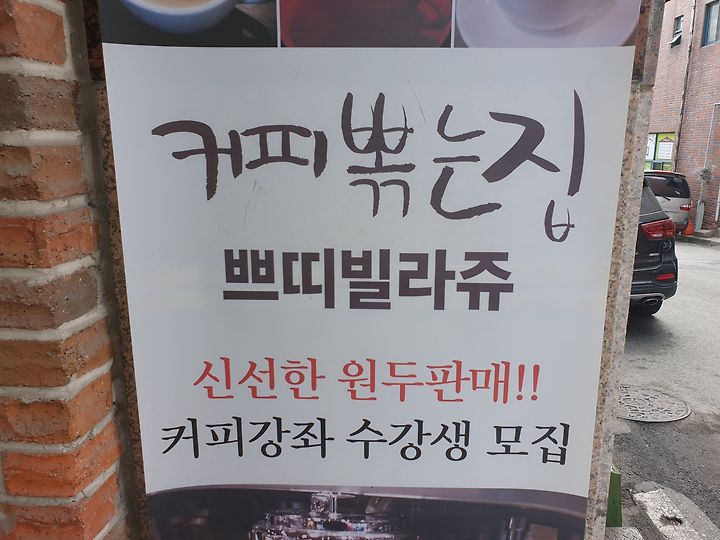 커피볶는집
쁘띠빌라쥬
신선한 원두판매!!
커피강좌 수강생 모집